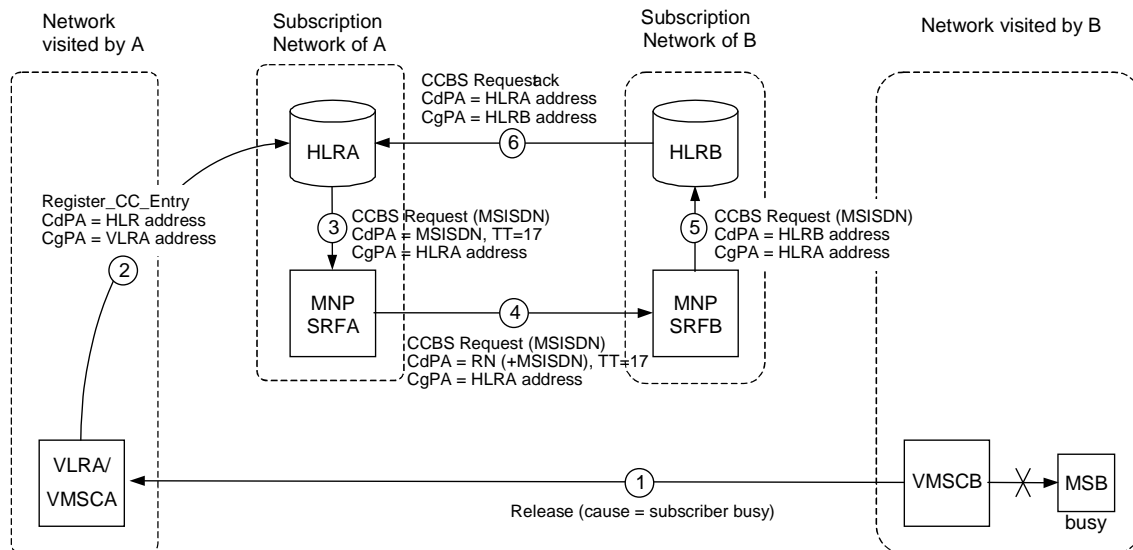 Network
visited by A
Subscription
Network of A
Subscription
Network of B
Network visited by B
CCBS Requestack
CdPA = HLRA address
CgPA = HLRB address
6
HLRA
HLRB
Register_CC_Entry
CdPA = HLR address
CgPA = VLRA address
2
3
CCBS Request (MSISDN)
CdPA = MSISDN, TT=17
CgPA = HLRA address
5
CCBS Request (MSISDN)
CdPA = HLRB address
CgPA = HLRA address
MNP
SRFA
4
MNP
SRFB
CCBS Request (MSISDN)
CdPA = RN (+MSISDN), TT=17
CgPA = HLRA address
VLRA/
VMSCA
1
Release (cause = subscriber busy)
VMSCB
MSB
busy